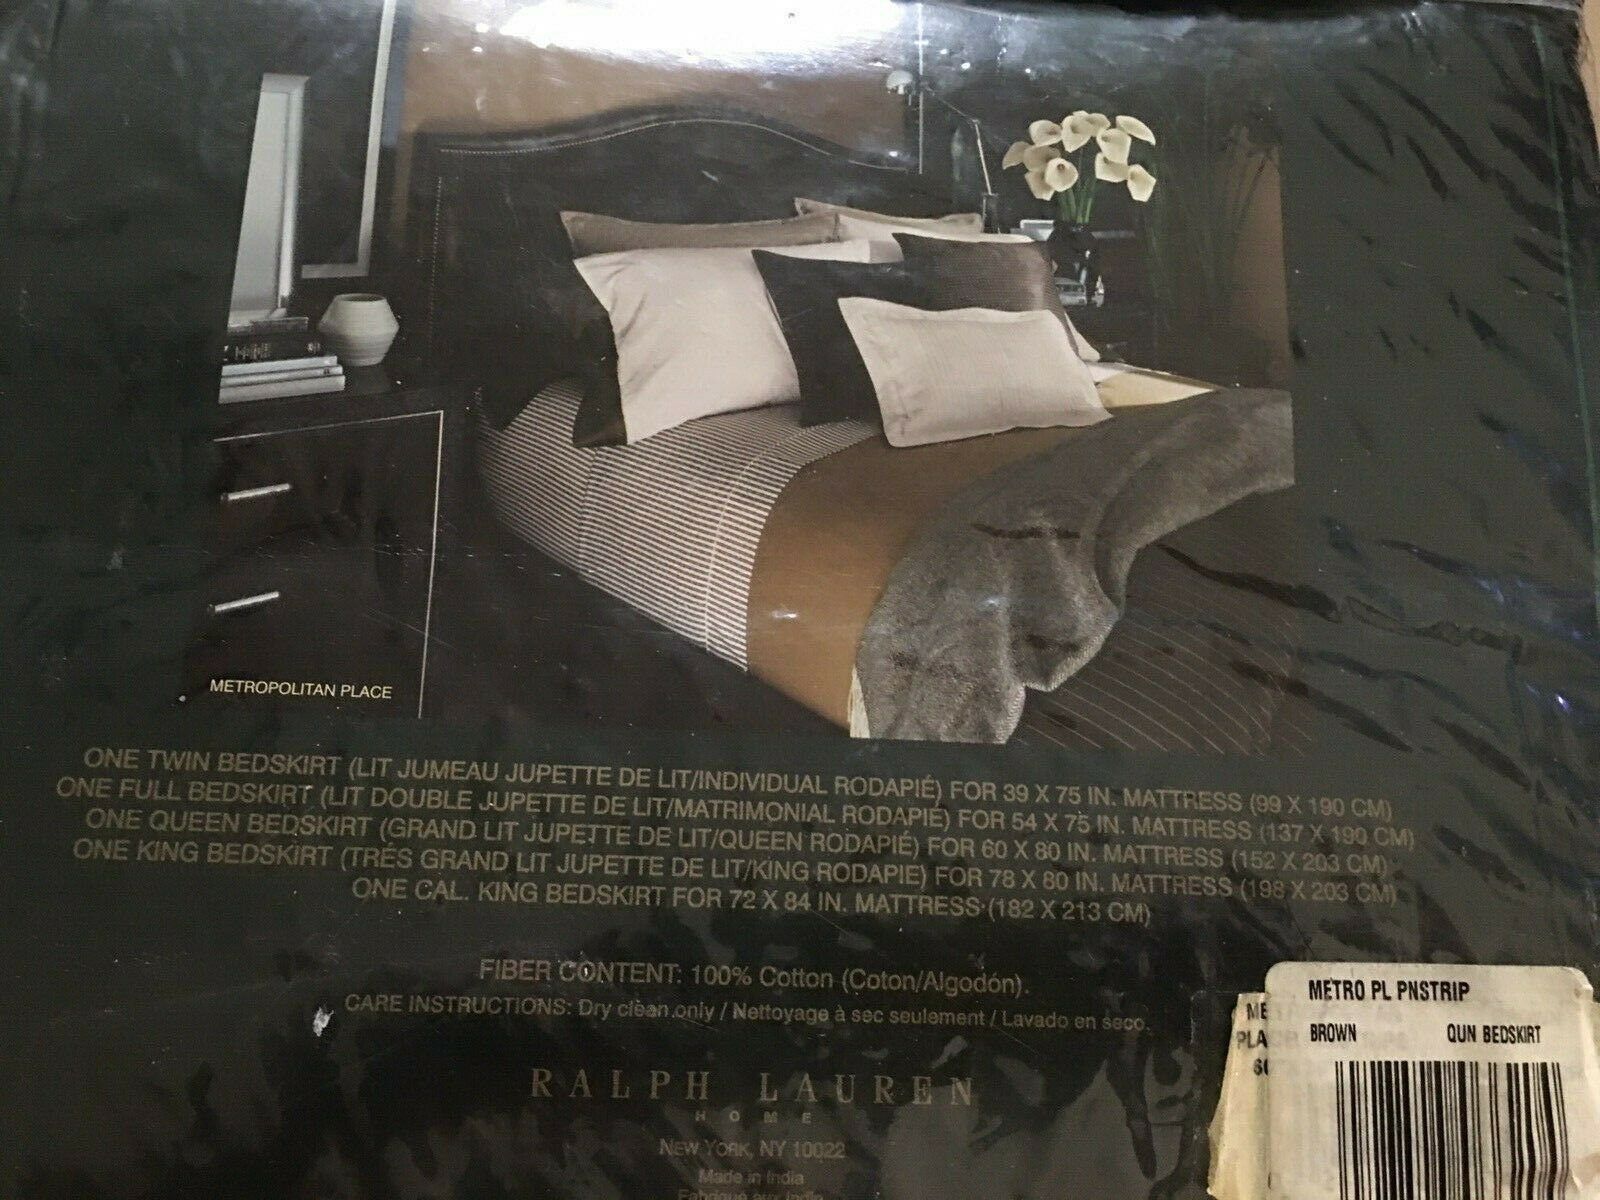 METROPOLITAN PLACE
ONE TWIN BEDSKIRT (LIT JUMEAU JUPETTE DE LIT/INDIVIDUAL RODAPIÉ) FOR 39 X 75 IN. MATTRESS (99 X 190 CM)
ONE FULL BEDSKIRT (LIT DOUBLE JUPETTE DE LIT/MATRIMONIAL RODAPIÉ) FOR 54 X 75 IN. MATTRESS (137 X 190 CM)
ONE QUEEN BEDSKIRT (GRAND LIT JUPETTE DE LIT/QUEEN RODAPIÉ) FOR 60 X 80 IN. MATTRESS (152 X 203 CM)
ONE KING BEDSKIRT (TRÉS GRAND LIT JUPETTE DE LIT/KING RODAPIE) FOR 78 X 80 IN. MATTRESS (198 X 203 CM)
ONE CAL. KING BEDSKIRT FOR 72 X 84 IN. MATTRESS (182 X 213 CM)
FIBER CONTENT: 100% Cotton (Coton/Algodón).
CARE INSTRUCTIONS: Dry clean only / Nettoyage à sec seulement / Lavado en seco.
RALPH LAUREN
HOME
NEW YORK, NY 10022
Made in India
Fabriqué aux Indie
METRO PL PNSTRIP
BROWN QUN BEDSKIRT